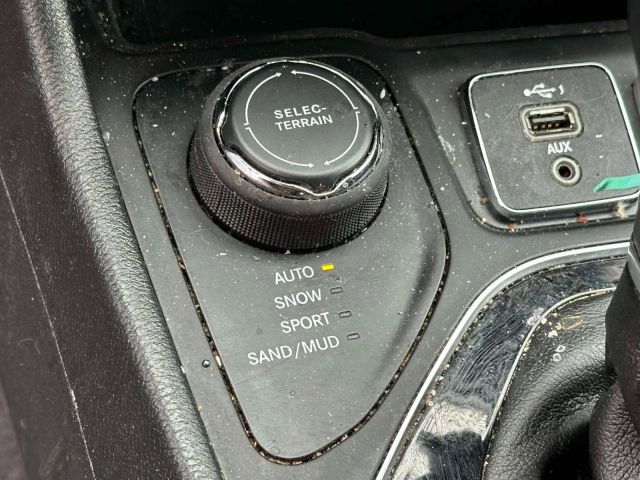 SELEC-
TERRAIN
AUX
AUTO
SNOW
SPORT
SAND/MUD